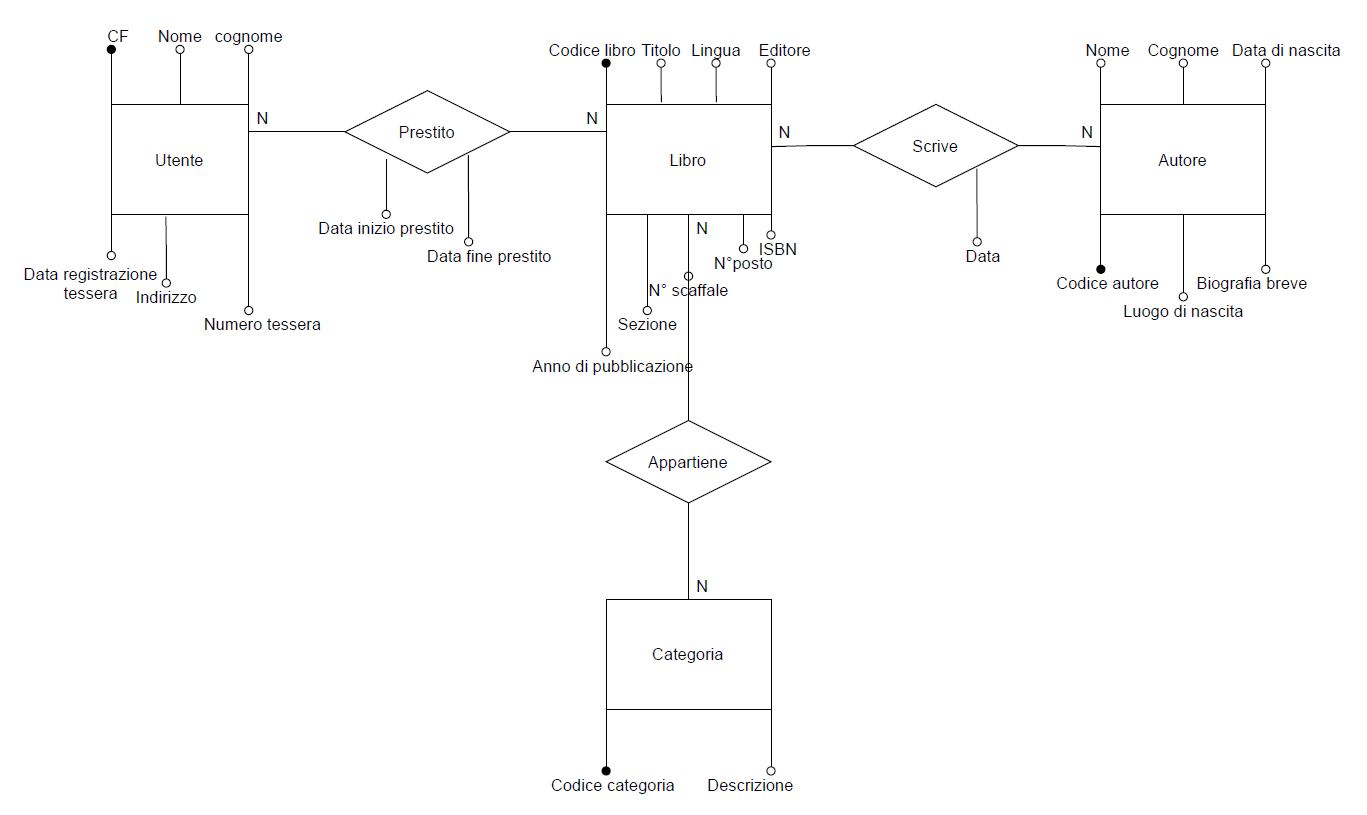 CF
Nome
cognome
Codice libro
Titolo
Lingua
Editore
Nome
Cognome
Data di nascita
N
Prestito
N
N
Scrive
N
Utente
Libro
Autore
Data inizio prestito
Data fine prestito
N
N°posto
ISBN
Data
Data registrazione
tessera
Indirizzo
Numero tessera
N° scaffale
Sezione
Anno di pubblicazione
Codice autore
Biografia breve
Luogo di nascita
Appartiene
N
Categoria
Codice categoria
Descrizione